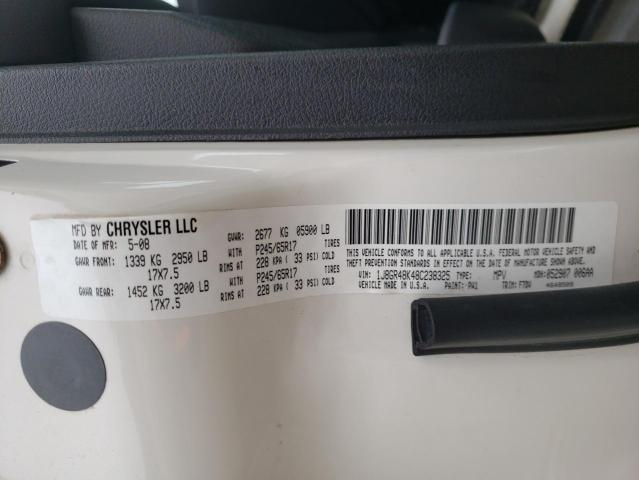 MFD BY CHRYSLER LLC
DATE OF MFR: 5-08
GVWR: 2677 KG 05900 LB
GAWR FRONT: 1339 KG 2950 LB
17X7.5
WITH P245/65R17 TIRES
RIMS AT 228 KPA ( 33 PSI) COLD
GAWR REAR: 1452 KG 3200 LB
17X7.5
WITH P245/65R17 TIRES
RIMS AT 228 KPA ( 33 PSI) COLD
THIS VEHICLE CONFORMS TO ALL APPLICABLE U.S.A. FEDERAL MOTOR VEHICLE SAFETY AND
THEFT PREVENTION STANDARDS IN EFFECT ON THE DATE OF MANUFACTURE SHOWN ABOVE.
VIN: 1J8GR48K48C238325 TYPE: MPV MDH: 052907 006AA
VEHICLE MADE IN U.S.A. PAINT: PW1 TRIM: F7DV